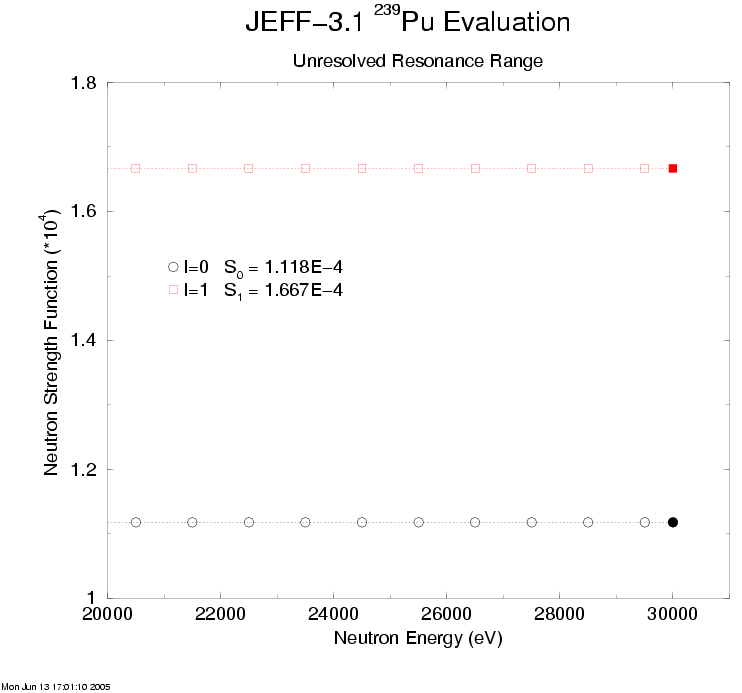 JEFF−3.1 ²³⁹Pu Evaluation
Unresolved Resonance Range
1.8
1.6
1.4
1.2
1
Neutron Strength Function (*10⁴)
l=0 S₀ = 1.118E−4
l=1 S₁ = 1.667E−4
20000 22000 24000 26000 28000 30000
Neutron Energy (eV)
Mon Jun 13 17:01:10 2005